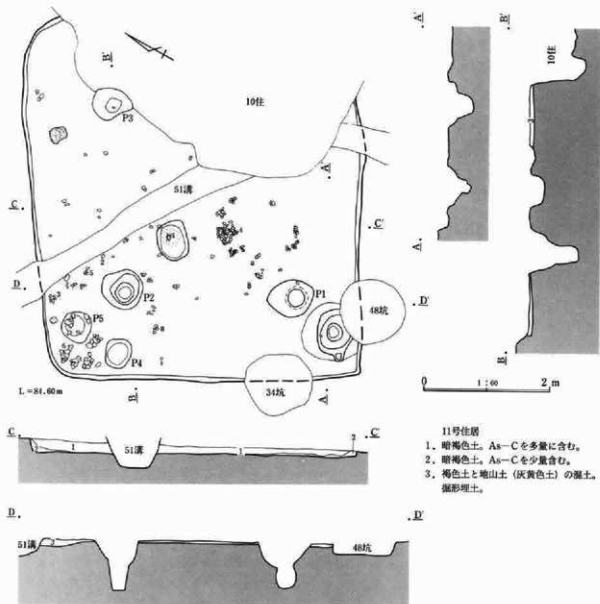 B'
10住
P3
51溝
A'
C
C'
D
P2
P1
D'
48坑
P5
P4
L=84.60m
B
34坑
A
A'
B'
10住
A
B
0 1:60 2 m
C
51溝
C'
1
1
2
D
51溝
48坑
D'
11号住居
1. 暗褐色土。As−Cを多量に含む。
2. 暗褐色土。As−Cを少量含む。
3. 褐色土と地山土（灰黄色土）の混土。
掘形埋土。